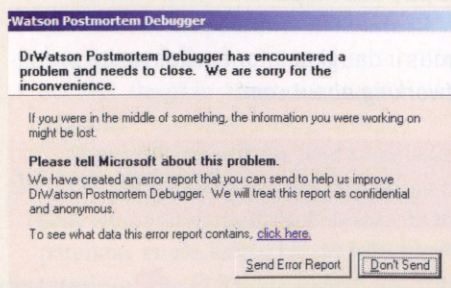 rWatson Postmortem Debugger
DrWatson Postmortem Debugger has encountered a
problem and needs to close. We are sorry for the
inconvenience.
If you were in the middle of something, the information you were working on
might be lost.
Please tell Microsoft about this problem.
We have created an error report that you can send to help us improve
DrWatson Postmortem Debugger. We will treat this report as confidential
and anonymous.
To see what data this error report contains, click here.
Send Error Report Don't Send